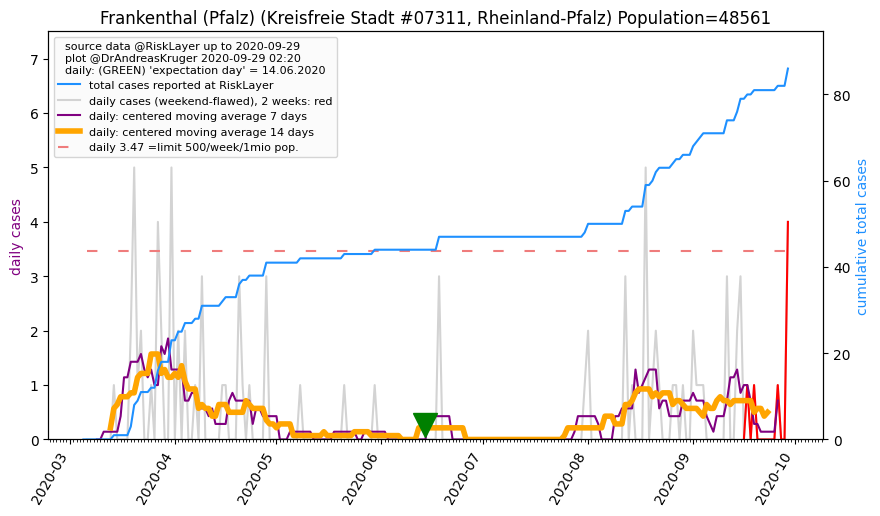 Frankenthal (Pfalz) (Kreisfreie Stadt #07311, Rheinland-Pfalz) Population=48561
source data @RiskLayer up to 2020-09-29
plot @DrAndreasKruger 2020-09-29 02:20
daily: (GREEN) 'expectation day' = 14.06.2020
total cases reported at RiskLayer
daily cases (weekend-flawed), 2 weeks: red
daily: centered moving average 7 days
daily: centered moving average 14 days
daily 3.47 =limit 500/week/1mio pop.
daily cases
7
6
5
4
3
2
1
0
cumulative total cases
80
60
40
20
0
2020-03
2020-04
2020-05
2020-06
2020-07
2020-08
2020-09
2020-10